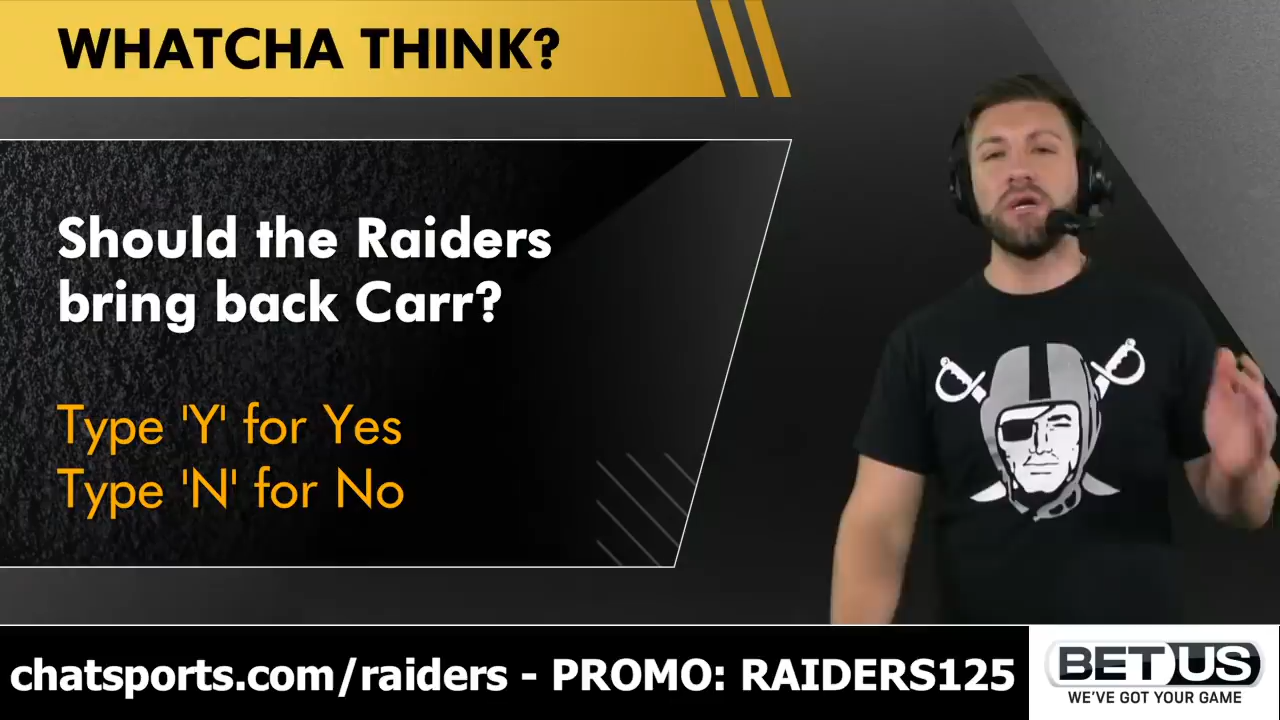 WHATCHA THINK?
Should the Raiders
bring back Carr?
Type 'Y' for Yes
Type 'N' for No
chatsports.com/raiders - PROMO: RAIDERS125
BETUS
WE'VE GOT YOUR GAME